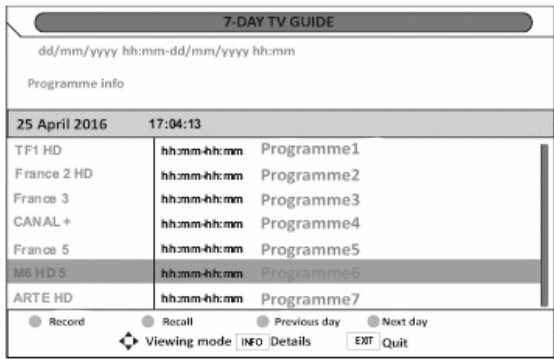 7-DAY TV GUIDE
dd/mm/yyyy hh:mm-dd/mm/yyyy hh:mm
Programme info
25 April 2016 17:04:13
TF1 HD hh:mm-hh:mm Programme1
France 2 HD hh:mm-hh:mm Programme2
France 3 hh:mm-hh:mm Programme3
CANAL + hh:mm-hh:mm Programme4
France 5 hh:mm-hh:mm Programme5
M6 HD 5 hh:mm-hh:mm Programme6
ARTE HD hh:mm-hh:mm Programme7
Record Recall Previous day Next day
Viewing mode INFO Details EXIT Quit